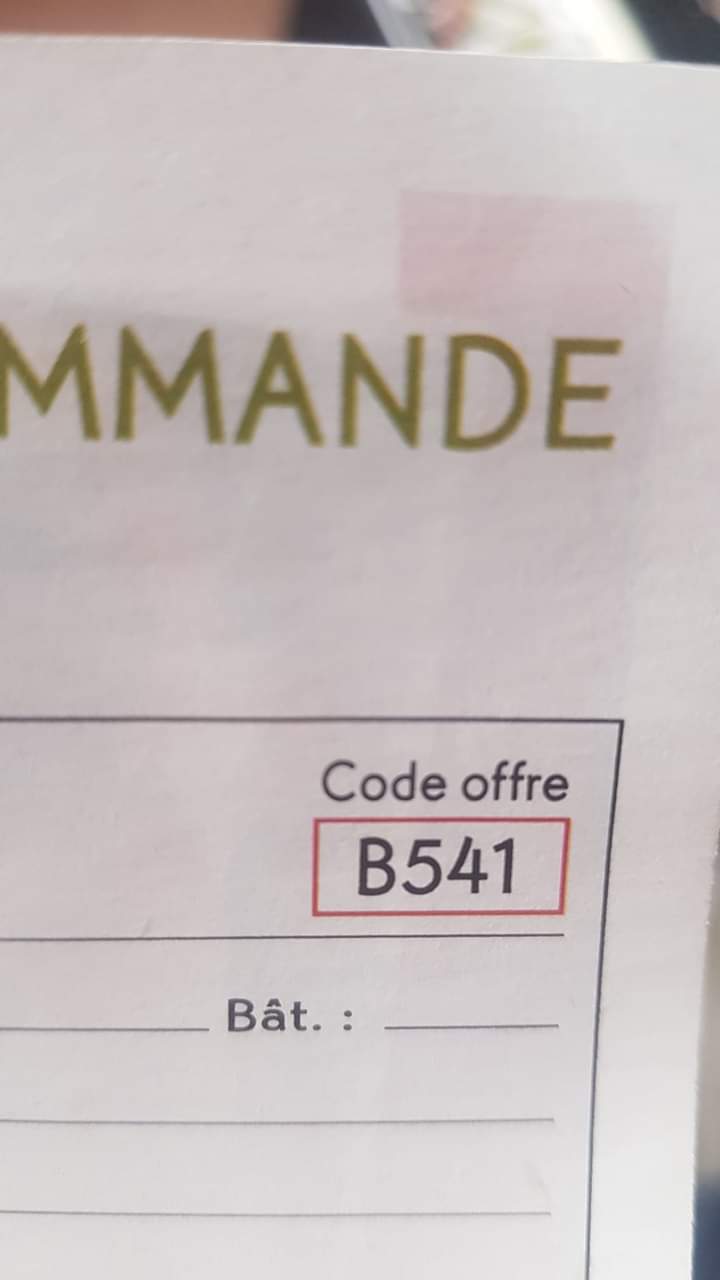 MMANDE
Code offre
B541
Bât. :